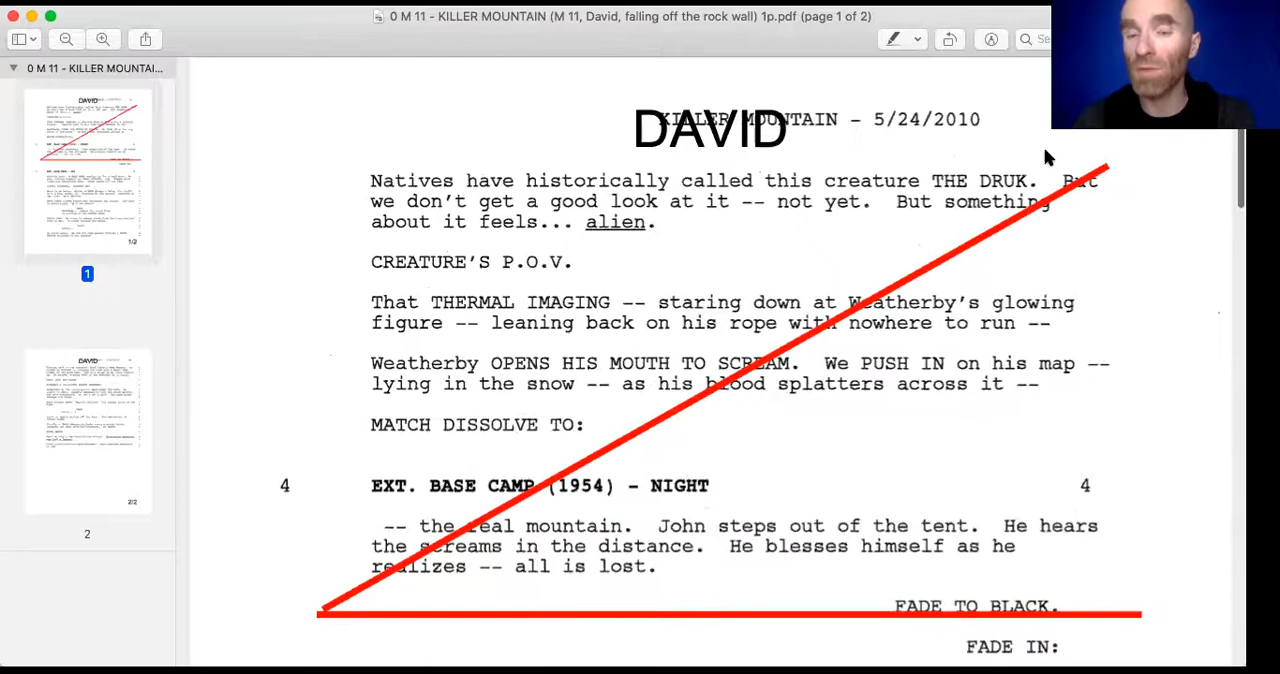 0 M 11 - KILLER MOUNTAIN (M 11, David, falling off the rock wall) 1p.pdf (page 1 of 2)
Se
0 M 11 - KILLER MOUNTAI...
DAVID
1/2
1
DAVID
2/2
2
DAVID
KILLER MOUNTAIN - 5/24/2010
Natives have historically called this creature THE DRUK. But
we don't get a good look at it -- not yet. But something
about it feels... alien.
CREATURE'S P.O.V.
That THERMAL IMAGING -- staring down at Weatherby's glowing
figure -- leaning back on his rope with nowhere to run --
Weatherby OPENS HIS MOUTH TO SCREAM. We PUSH IN on his map --
lying in the snow -- as his blood splatters across it --
MATCH DISSOLVE TO:
4 EXT. BASE CAMP (1954) - NIGHT 4
-- the real mountain. John steps out of the tent. He hears
the screams in the distance. He blesses himself as he
realizes -- all is lost.
FADE TO BLACK.
FADE IN: